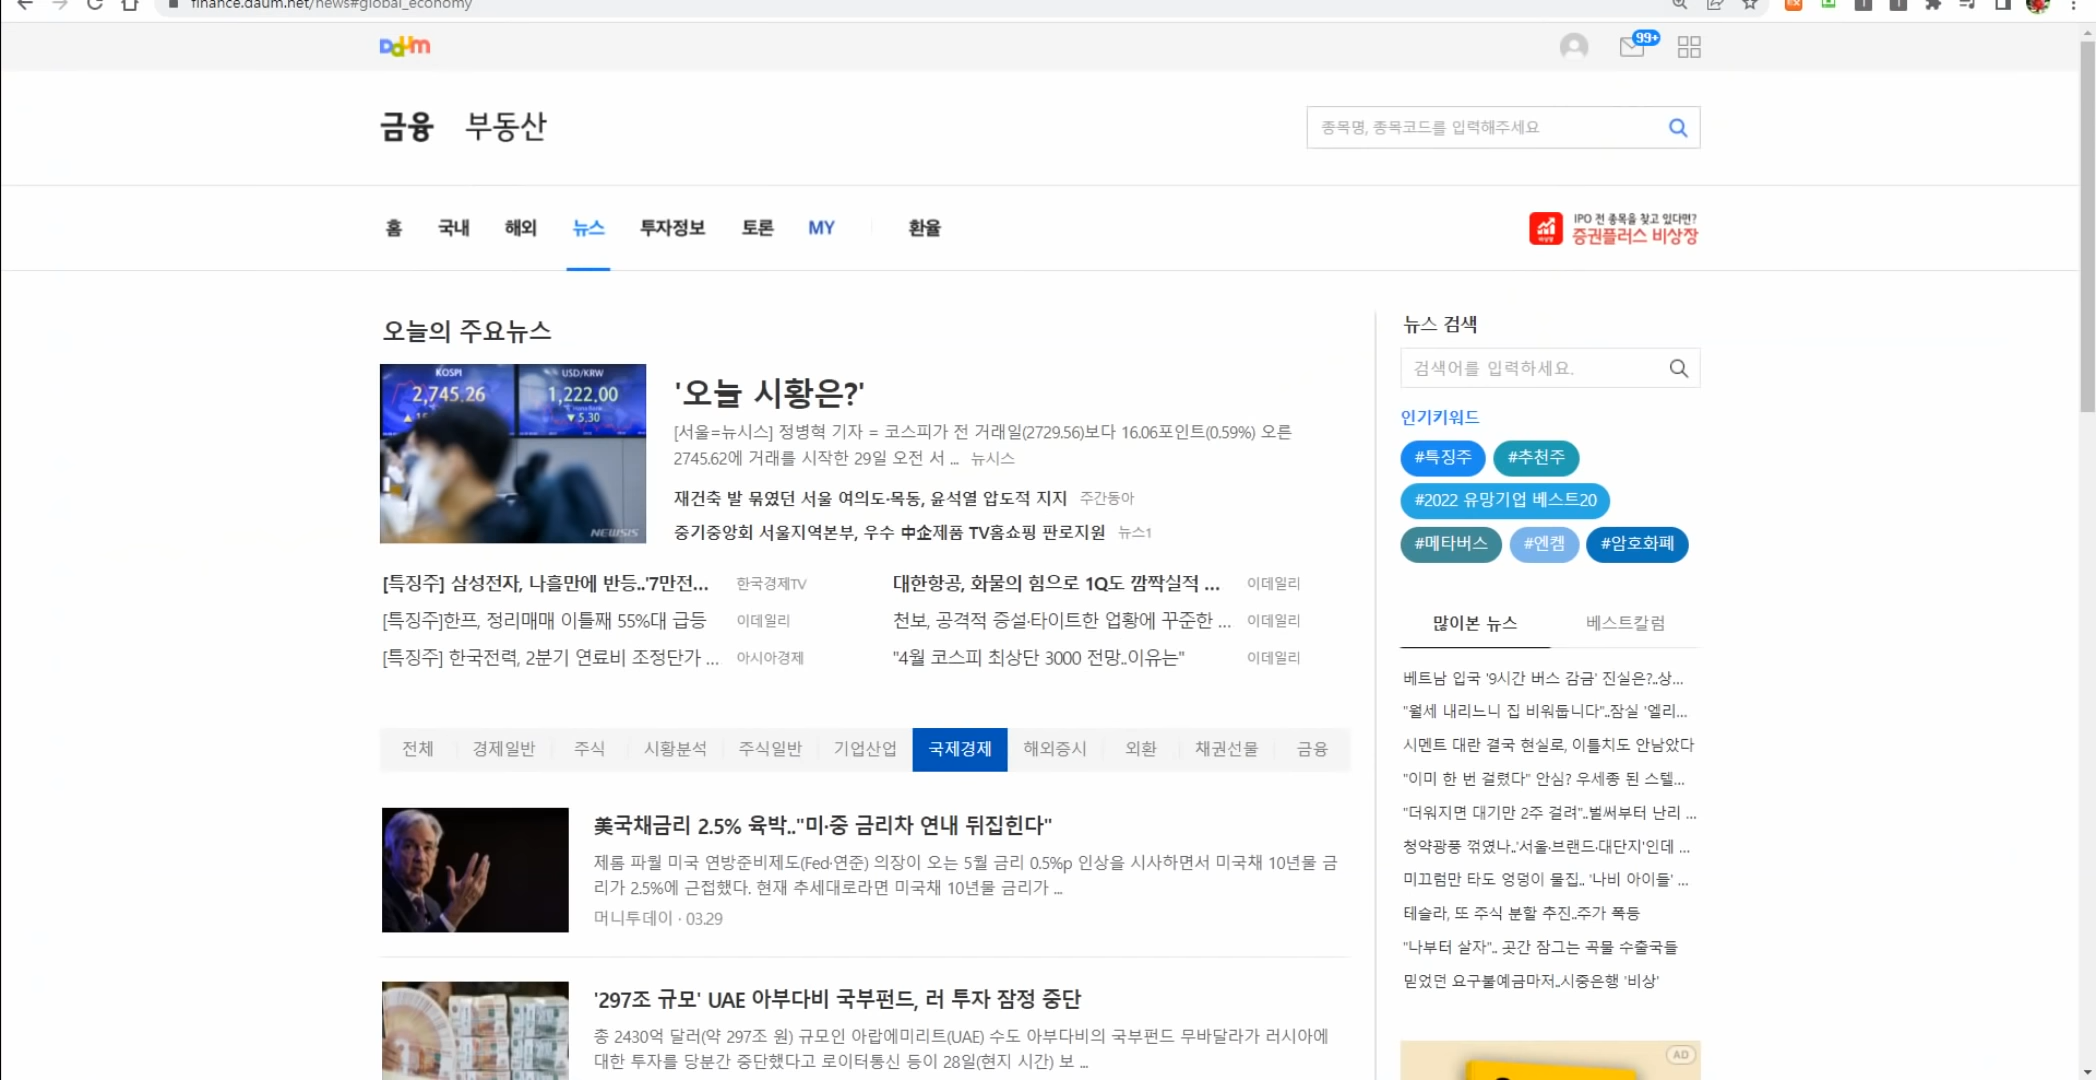 finance.daum.net/news#global_economy
Daum
99+
금융 부동산
종목명, 종목코드를 입력해주세요
홈 국내 해외 뉴스 투자정보 토론 MY 환율
IPO 전 종목을 찾고 있다면?
증권플러스 비상장
오늘의 주요뉴스
KOSPI
2,745.26
USD/KRW
1,222.00
▼5.30
NEWSIS
'오늘 시황은?'
[서울=뉴시스] 정병혁 기자 = 코스피가 전 거래일(2729.56)보다 16.06포인트(0.59%) 오른
2745.62에 거래를 시작한 29일 오전 서 ... 뉴시스
재건축 발 묶였던 서울 여의도·목동, 윤석열 압도적 지지 주간동아
중기중앙회 서울지역본부, 우수 中企제품 TV홈쇼핑 판로지원 뉴스1
[특징주] 삼성전자, 나흘만에 반등..'7만전... 한국경제TV
[특징주]한프, 정리매매 이틀째 55%대 급등 이데일리
[특징주] 한국전력, 2분기 연료비 조정단가 ... 아시아경제
대한항공, 화물의 힘으로 1Q도 깜짝실적 ... 이데일리
천보, 공격적 증설·타이트한 업황에 꾸준한 ... 이데일리
"4월 코스피 최상단 3000 전망..이유는" 이데일리
전체 경제일반 주식 시황분석 주식일반 기업산업 국제경제 해외증시 외환 채권선물 금융
美국채금리 2.5% 육박.."미·중 금리차 연내 뒤집힌다"
제롬 파월 미국 연방준비제도(Fed·연준) 의장이 오는 5월 금리 0.5%p 인상을 시사하면서 미국채 10년물 금
리가 2.5%에 근접했다. 현재 추세대로라면 미국채 10년물 금리가 ...
머니투데이 · 03.29
'297조 규모' UAE 아부다비 국부펀드, 러 투자 잠정 중단
총 2430억 달러(약 297조 원) 규모인 아랍에미리트(UAE) 수도 아부다비의 국부펀드 무바달라가 러시아에
대한 투자를 당분간 중단했다고 로이터통신 등이 28일(현지 시간) 보 ...
뉴스 검색
검색어를 입력하세요.
인기키워드
#특징주 #추천주
#2022 유망기업 베스트20
#메타버스 #엔켐 #암호화폐
많이본 뉴스 베스트칼럼
베트남 입국 '9시간 버스 감금' 진실은?..상...
"월세 내리느니 집 비워둡니다"..잠실 '엘리...
시멘트 대란 결국 현실로, 이틀치도 안남았다
"이미 한 번 걸렸다" 안심? 우세종 된 스텔...
"더워지면 대기만 2주 걸려"..벌써부터 난리 ...
청약광풍 꺾였나..'서울·브랜드·대단지'인데 ...
미끄럼만 타도 엉덩이 물집.. '나비 아이들' ...
테슬라, 또 주식 분할 추진..주가 폭등
"나부터 살자".. 곳간 잠그는 곡물 수출국들
믿었던 요구불예금마저..시중은행 '비상'
AD